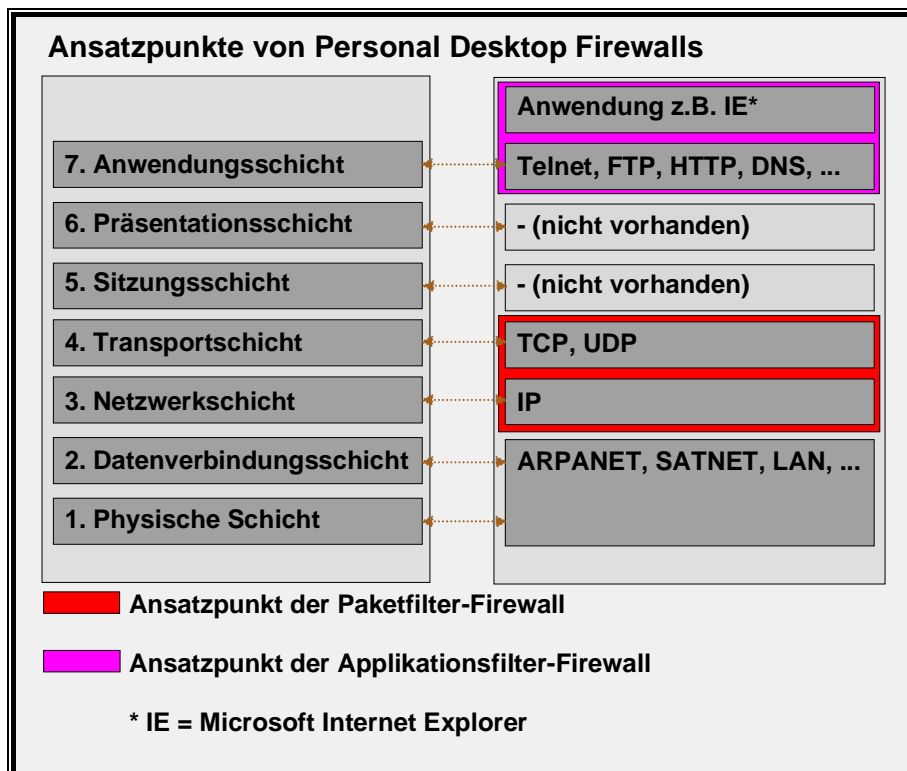 Ansatzpunkte von Personal Desktop Firewalls
Anwendung z.B. IE*
7. Anwendungsschicht
Telnet, FTP, HTTP, DNS, ...
6. Präsentationsschicht
- (nicht vorhanden)
5. Sitzungsschicht
- (nicht vorhanden)
4. Transportschicht
TCP, UDP
3. Netzwerkschicht
IP
2. Datenverbindungsschicht
ARPANET, SATNET, LAN, ...
1. Physische Schicht
Ansatzpunkt der Paketfilter-Firewall
Ansatzpunkt der Applikationsfilter-Firewall
* IE = Microsoft Internet Explorer